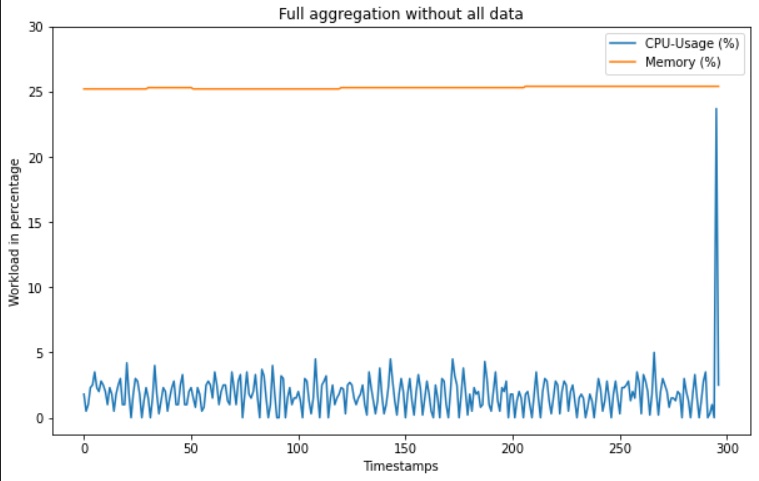 Full aggregation without all data
CPU-Usage (%)
Memory (%)
Workload in percentage
30
25
20
15
10
5
0
0 50 100 150 200 250 300
Timestamps